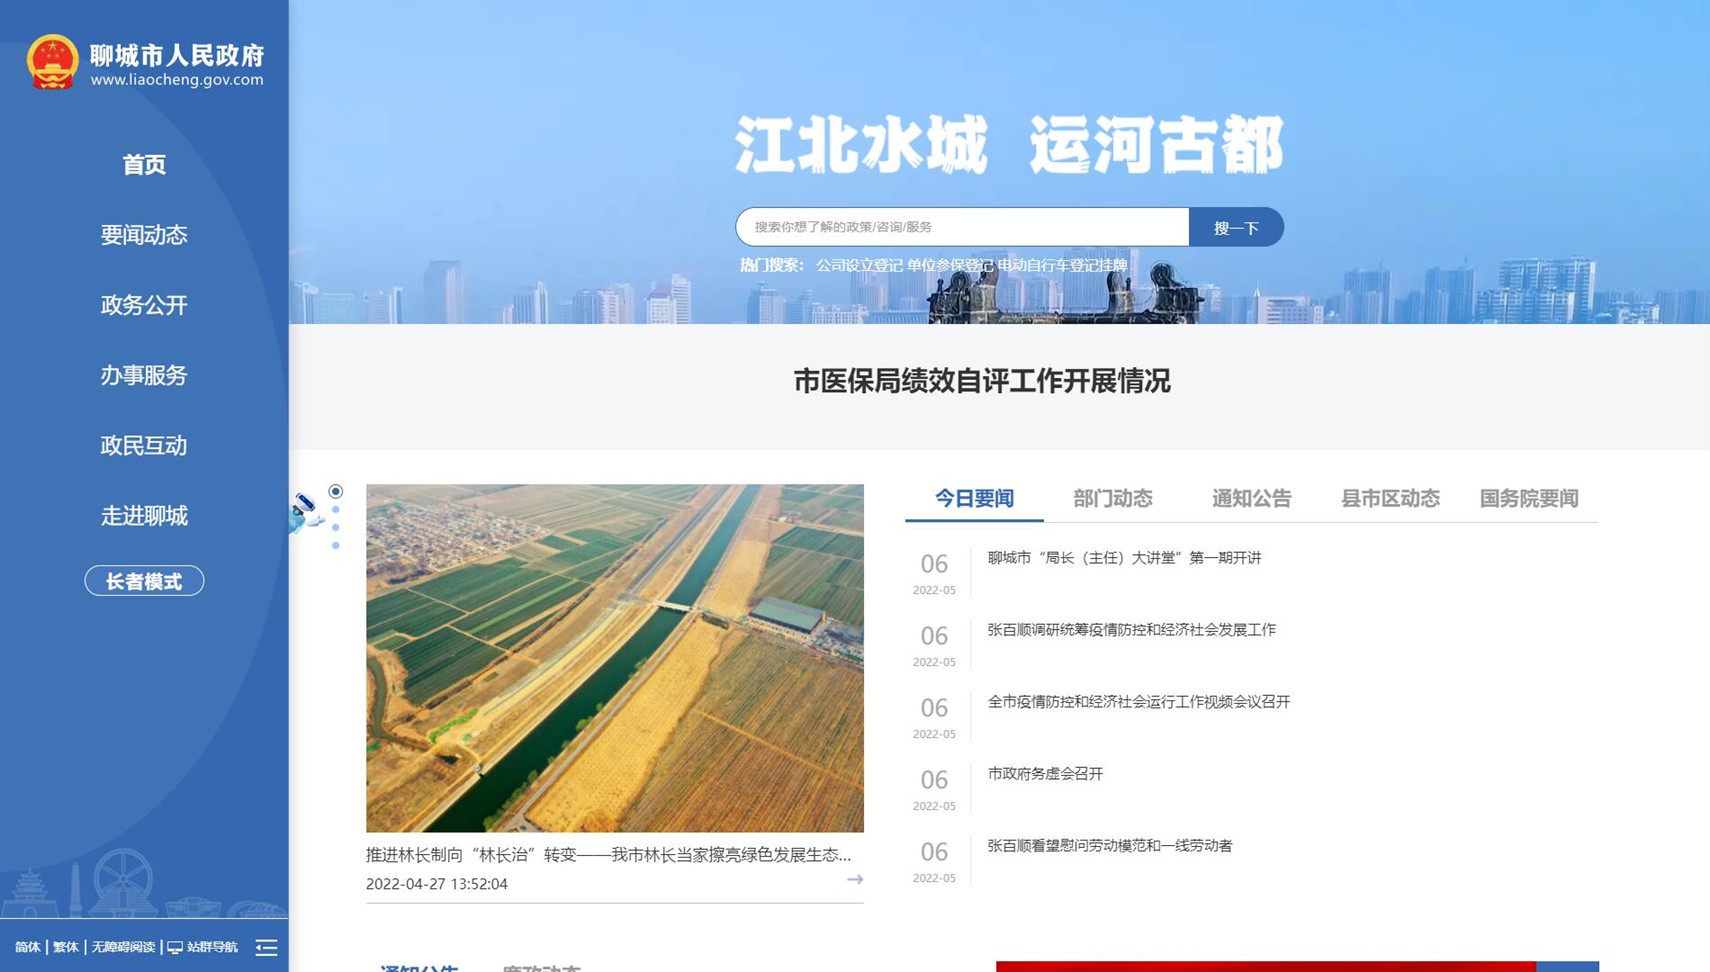 聊城市人民政府
www.liaocheng.gov.com
首页
要闻动态
政务公开
办事服务
政民互动
走进聊城
长者模式
简体 | 繁体 | 无障碍阅读 | 站群导航
江北水城 运河古都
搜索你想了解的政策/咨询/服务
搜一下
热门搜索： 公司设立登记 单位参保登记 电动自行车登记挂牌
市医保局绩效自评工作开展情况
推进林长制向“林长治”转变——我市林长当家擦亮绿色发展生态...
2022-04-27 13:52:04
今日要闻 部门动态 通知公告 县市区动态 国务院要闻
06
2022-05
聊城市“局长（主任）大讲堂”第一期开讲
06
2022-05
张百顺调研统筹疫情防控和经济社会发展工作
06
2022-05
全市疫情防控和经济社会运行工作视频会议召开
06
2022-05
市政府务虚会召开
06
2022-05
张百顺看望慰问劳动模范和一线劳动者
通知公告